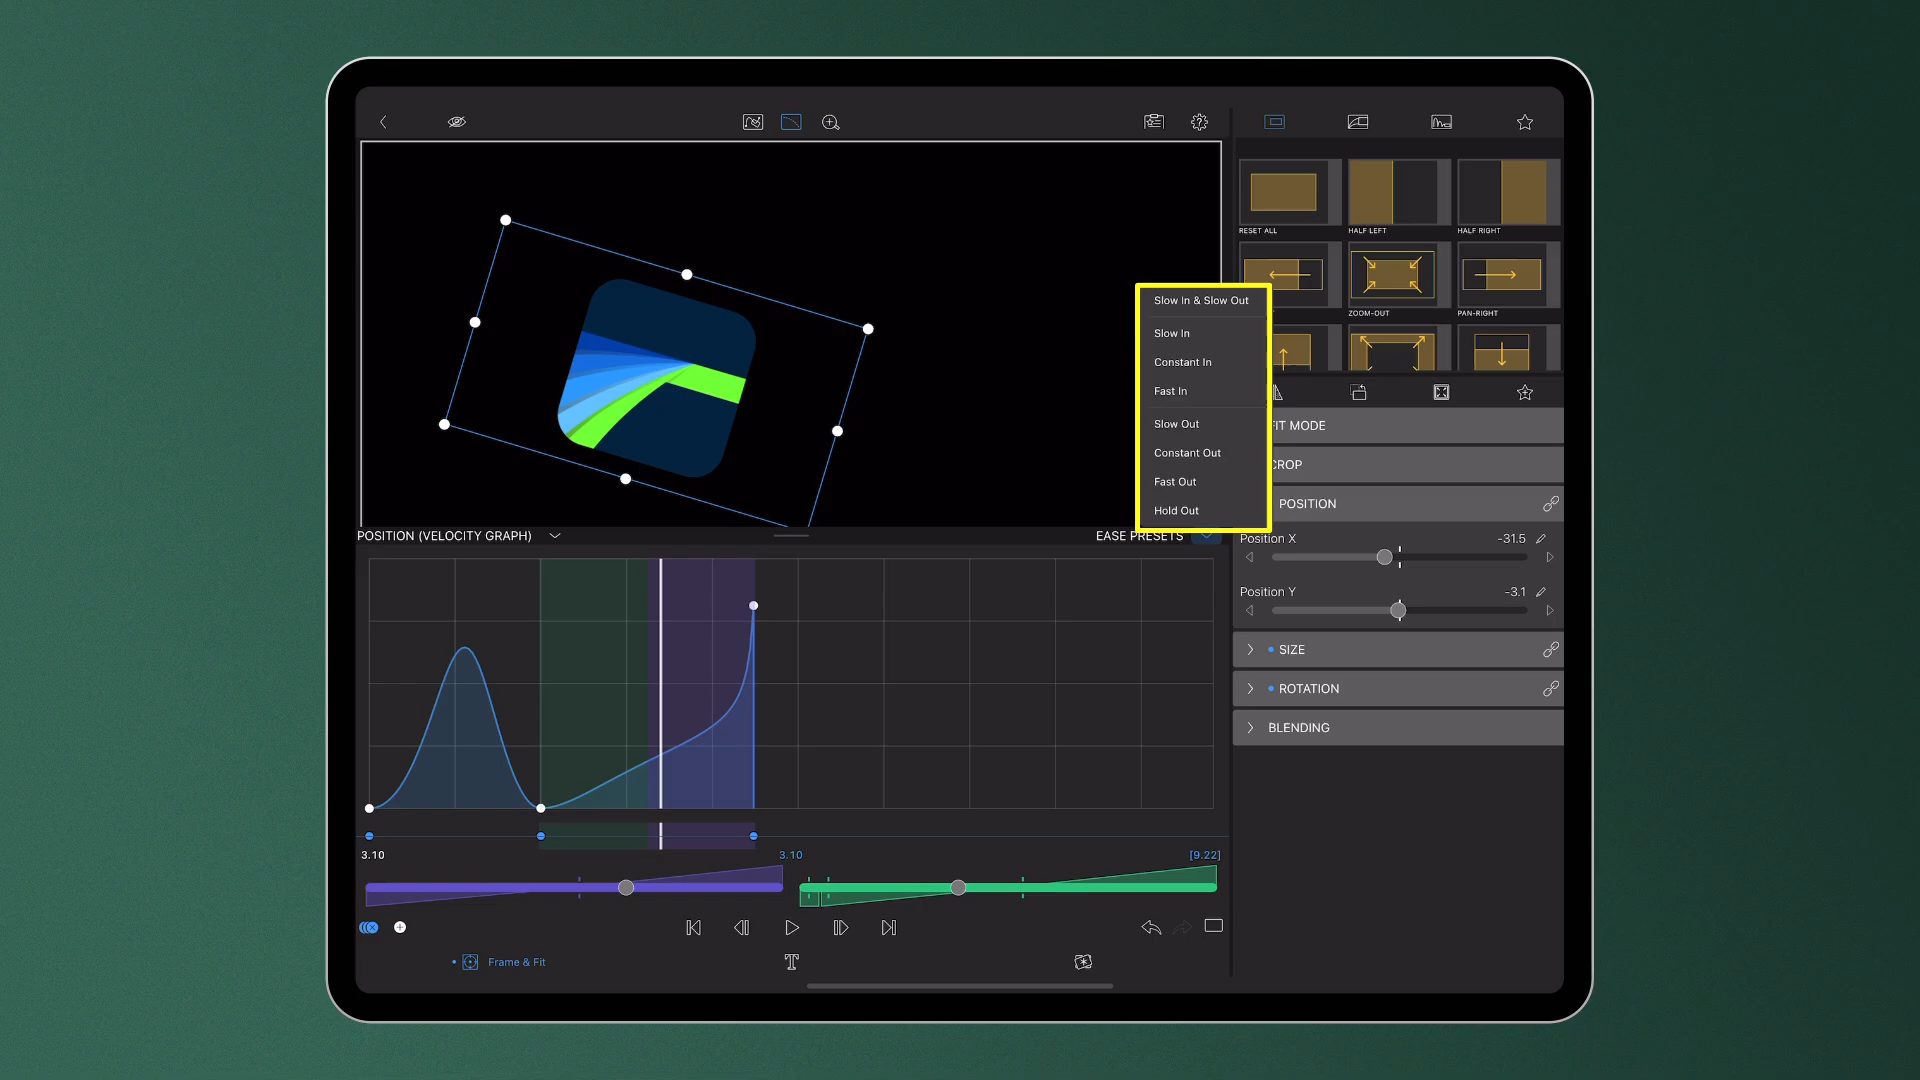 RESET ALL
HALF LEFT
HALF RIGHT
ZOOM-OUT
PAN-RIGHT
Slow In & Slow Out
Slow In
Constant In
Fast In
Slow Out
Constant Out
Fast Out
Hold Out
FIT MODE
CROP
POSITION
Position X
-31.5
Position Y
-3.1
SIZE
ROTATION
BLENDING
POSITION (VELOCITY GRAPH)
EASE PRESETS
3.10
3.10
[9.22]
Frame & Fit